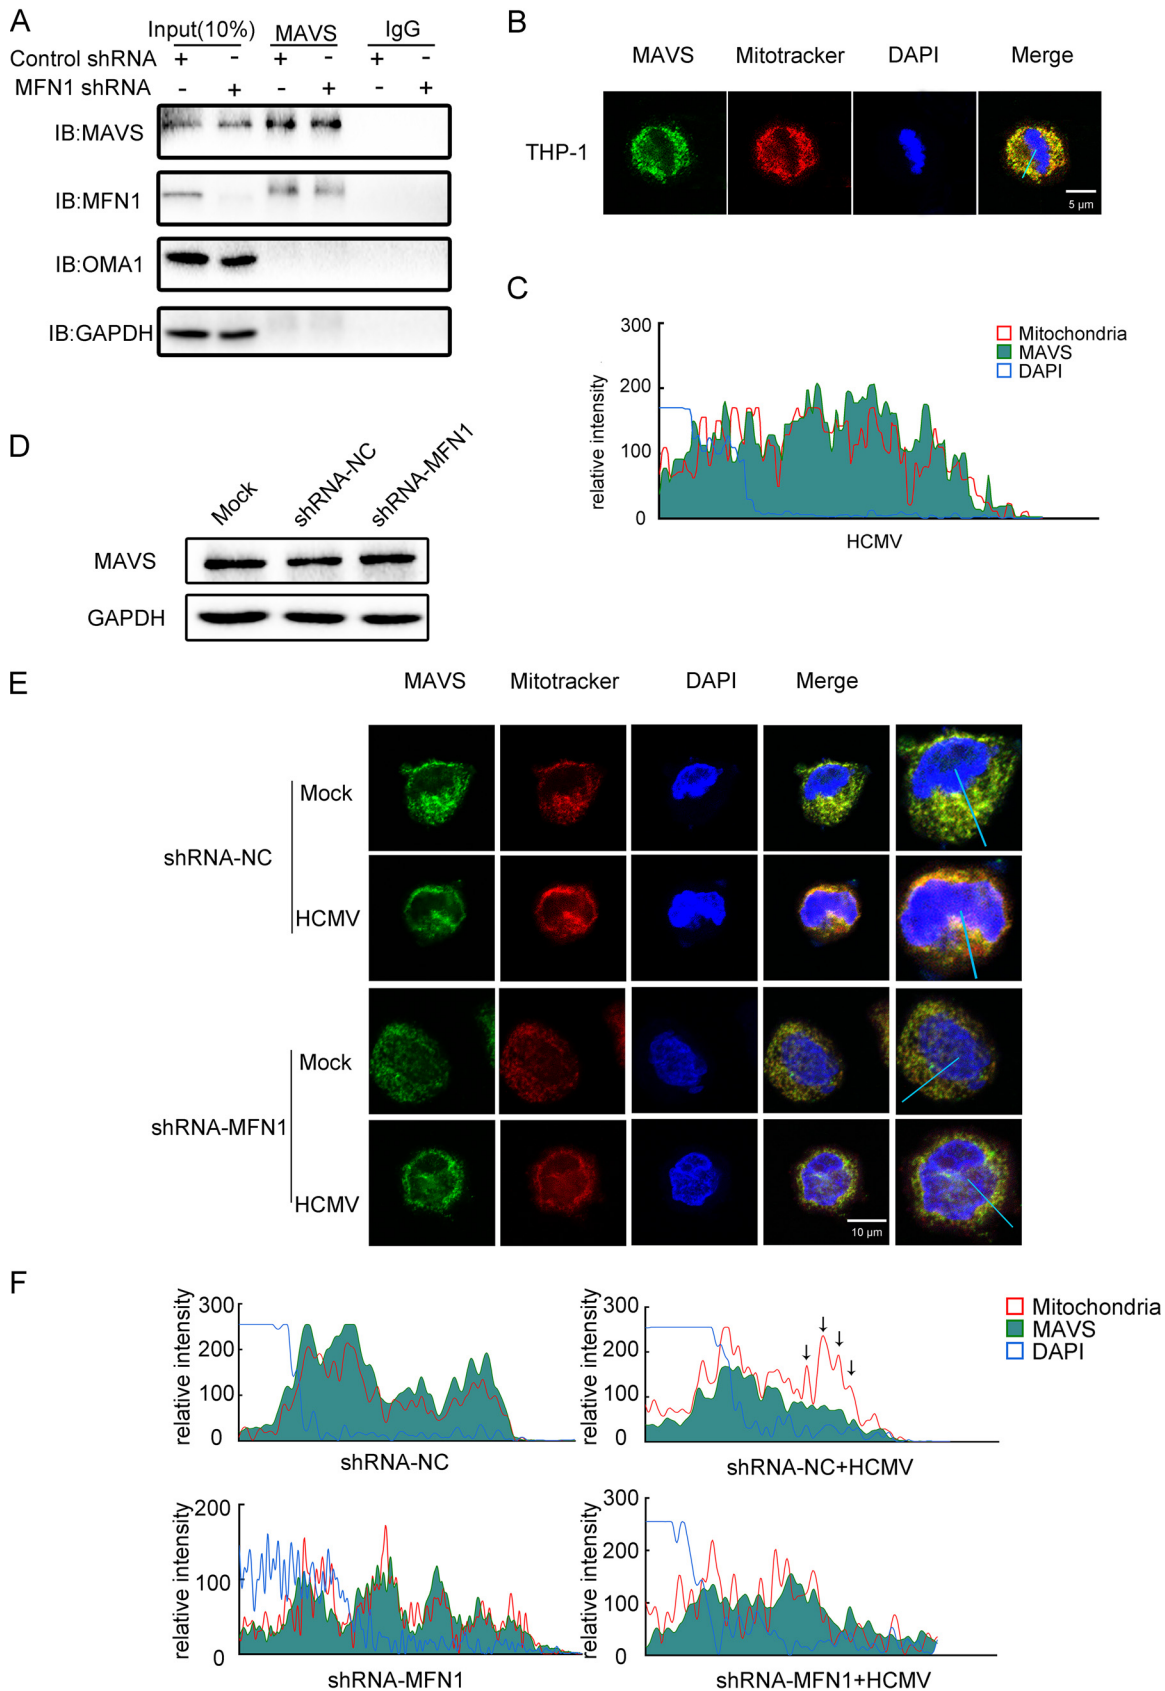 A
Input(10%) MAVS IgG
Control shRNA + - + - + -
MFN1 shRNA - + - + - +
IB:MAVS
IB:MFN1
IB:OMA1
IB:GAPDH
B
MAVS Mitotracker DAPI Merge
THP-1
5 µm
C
300
200
100
0
relative intensity
HCMV
Mitochondria
MAVS
DAPI
D
Mock shRNA-NC shRNA-MFN1
MAVS
GAPDH
E
MAVS Mitotracker DAPI Merge
shRNA-NC
Mock
HCMV
shRNA-MFN1
Mock
HCMV
10 µm
F
300
200
100
0
relative intensity
shRNA-NC
300
200
100
0
relative intensity
shRNA-NC+HCMV
Mitochondria
MAVS
DAPI
200
100
0
relative intensity
shRNA-MFN1
300
200
100
0
relative intensity
shRNA-MFN1+HCMV